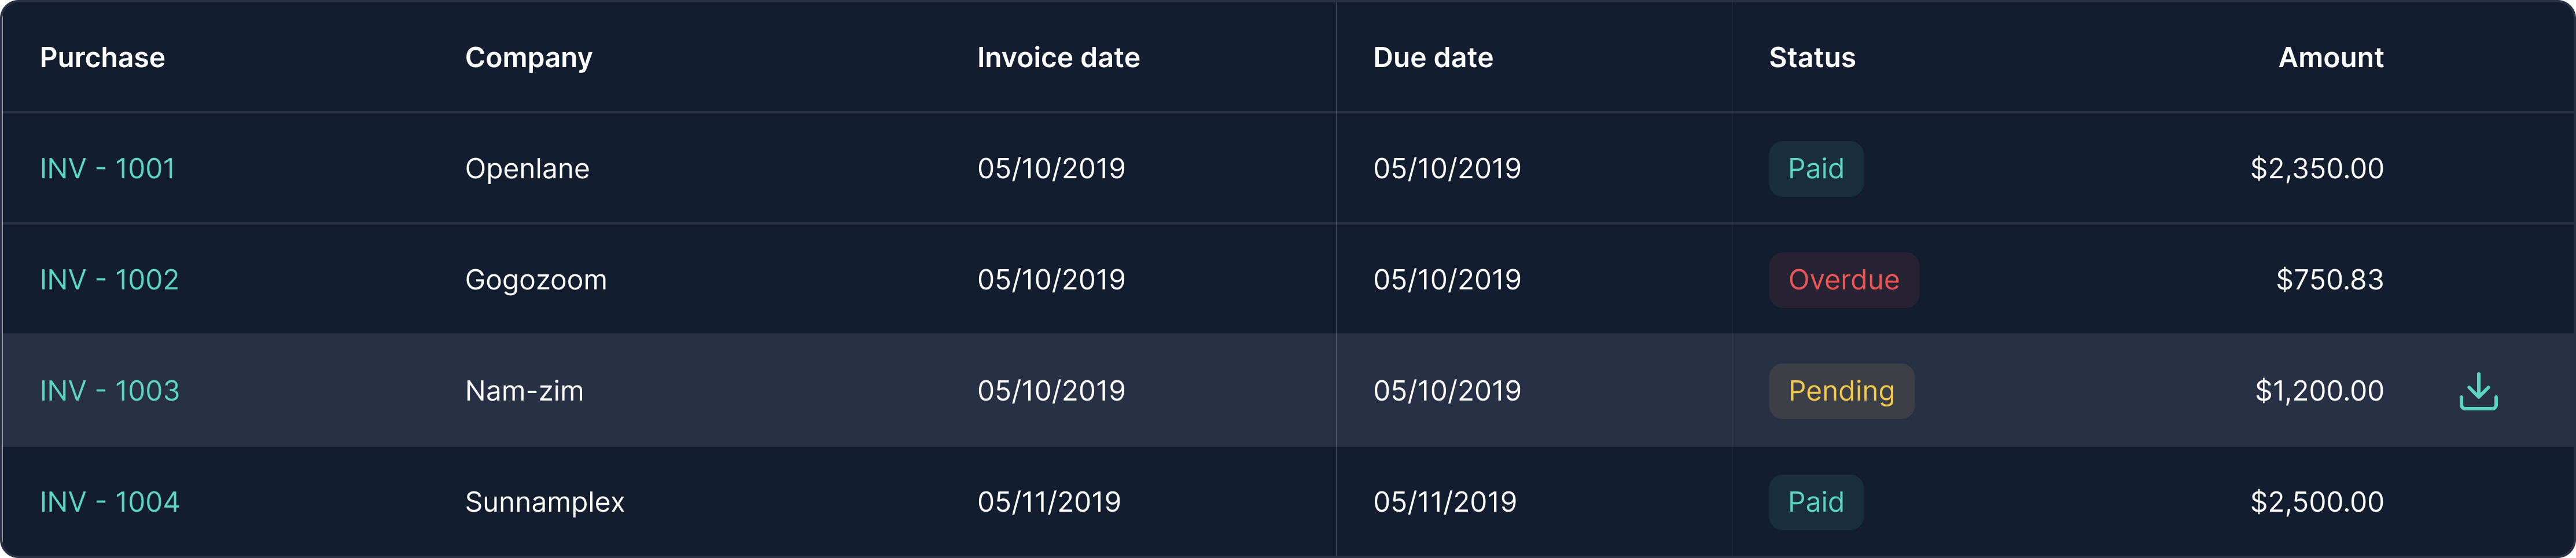 Purchase Company Invoice date Due date Status Amount
INV - 1001 Openlane 05/10/2019 05/10/2019 Paid $2,350.00
INV - 1002 Gogozoom 05/10/2019 05/10/2019 Overdue $750.83
INV - 1003 Nam-zim 05/10/2019 05/10/2019 Pending $1,200.00
INV - 1004 Sunnamplex 05/11/2019 05/11/2019 Paid $2,500.00